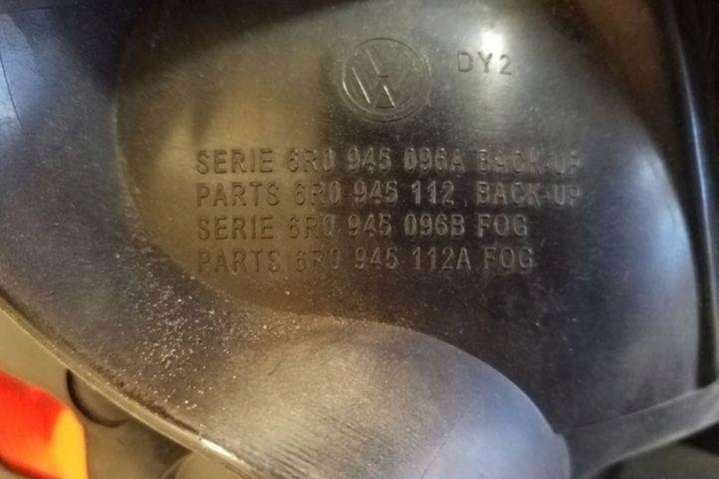 DY2
SERIE 6R0 945 096A BACK-UP
PARTS 6R0 945 112 BACK-UP
SERIE 6R0 945 096B FOG
PARTS 6R0 945 112A FOG